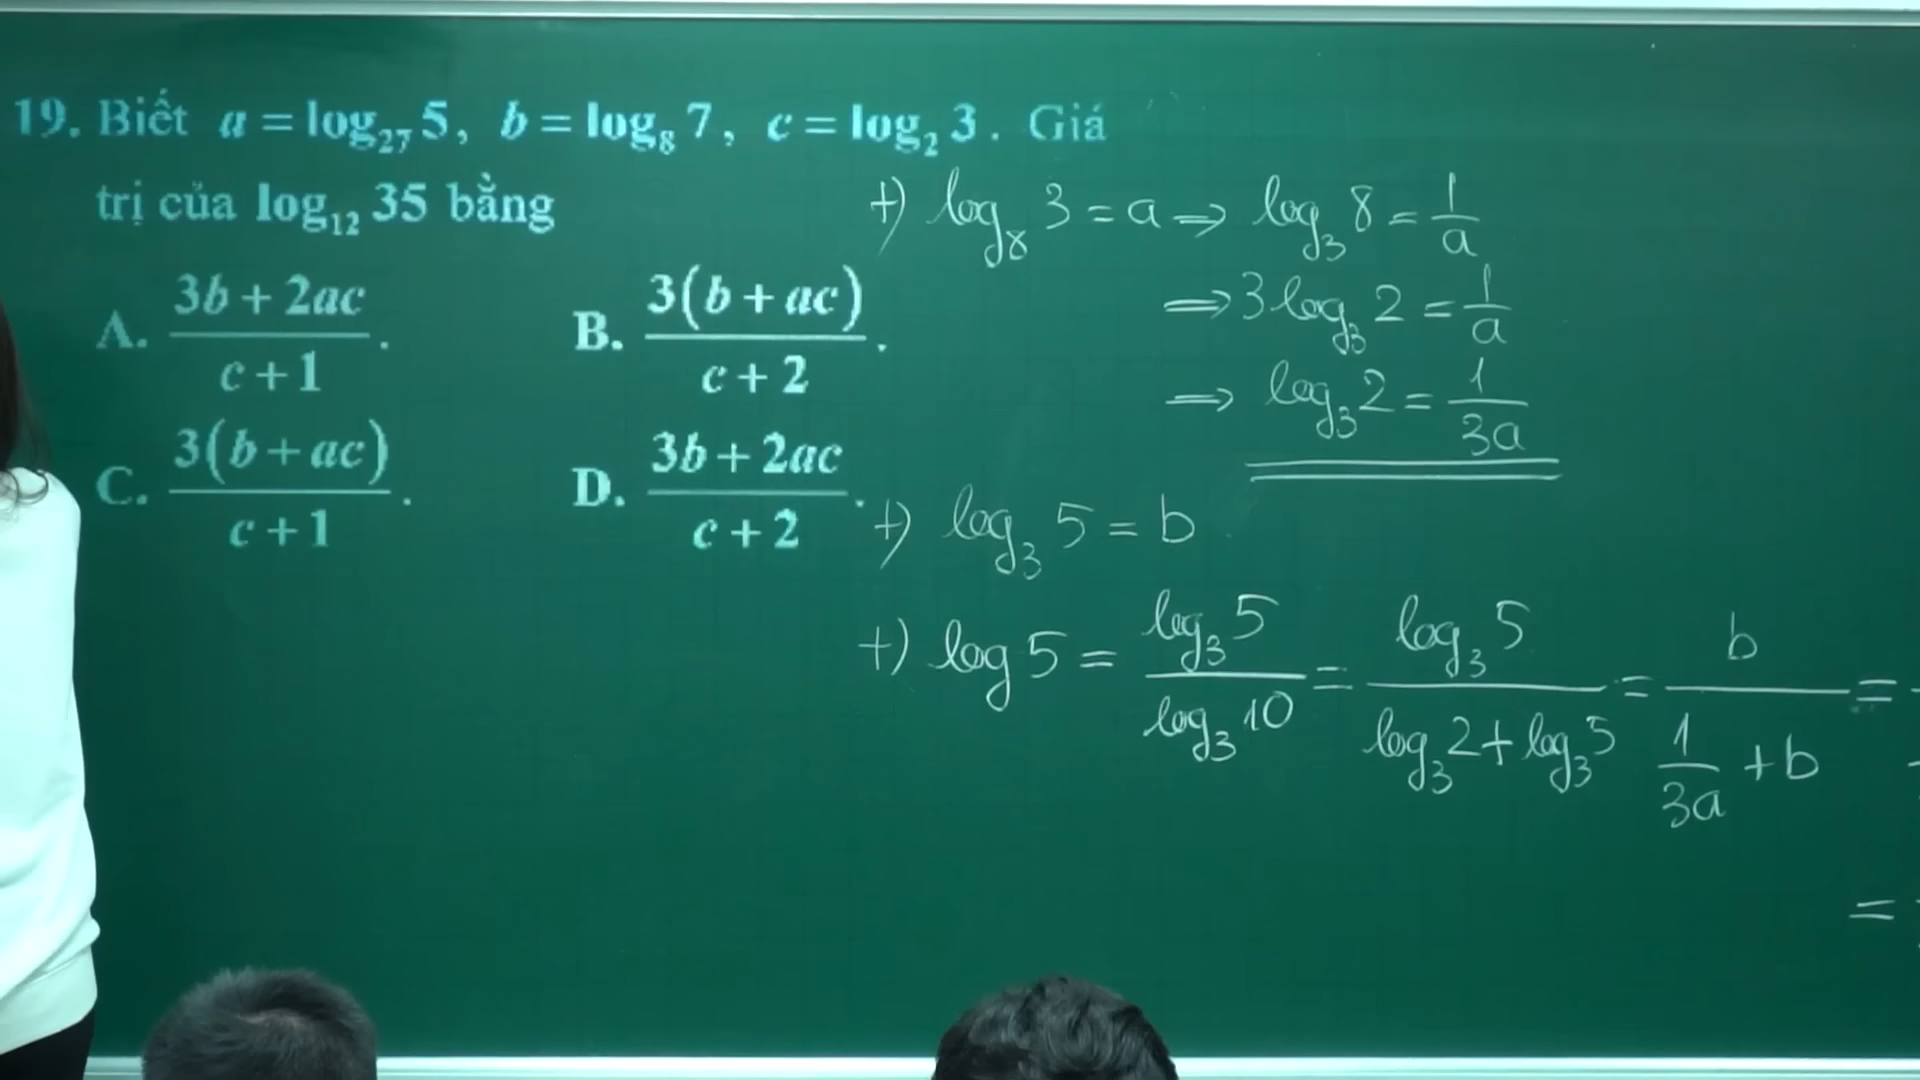 19. Biết a = log₂₇ 5, b = log₈ 7, c = log₂ 3. Giá
trị của log₁₂ 35 bằng
A. (3b + 2ac)/(c + 1).
B. (3(b + ac))/(c + 2).
C. (3(b + ac))/(c + 1).
D. (3b + 2ac)/(c + 2).
+) log₈ 3 = a ⇒ log₃ 8 = 1/a
⇒ 3 log₃ 2 = 1/a
⇒ log₃ 2 = 1/(3a)
+) log₃ 5 = b
+) log 5 = (log₃ 5)/(log₃ 10) = (log₃ 5)/(log₃ 2 + log₃ 5) = b/(1/(3a) + b) =
=